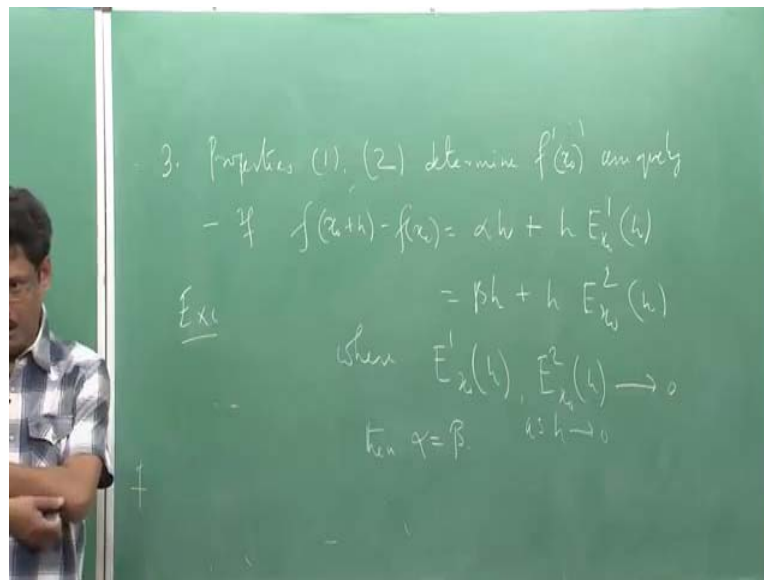 3. Properties (1), (2) determine f'(x₀) uniquely
- If f(x₀+h) - f(x₀) = αh + h E¹ₓ₀(h)
= βh + h E²ₓ₀(h)
Exc
where E¹ₓ₀(h), E²ₓ₀(h) → 0
then α = β. as h → 0